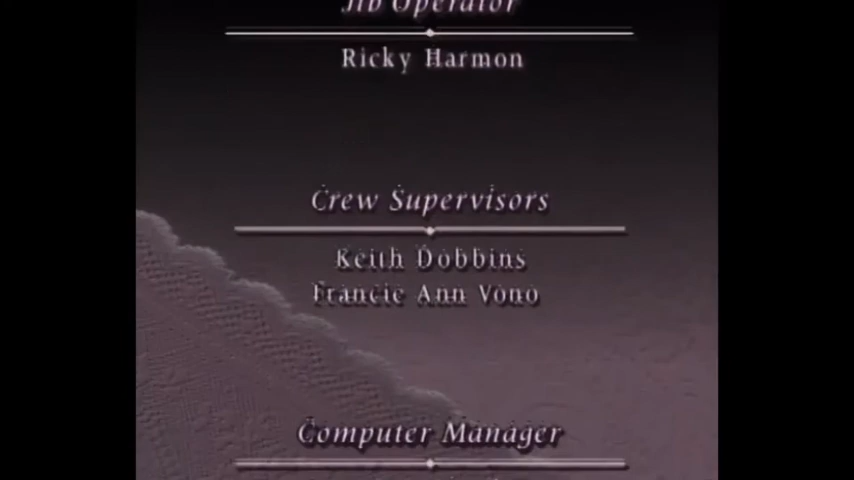 Jib Operator
Ricky Harmon
Crew Supervisors
Keith Dobbins
Francie Ann Vono
Computer Manager